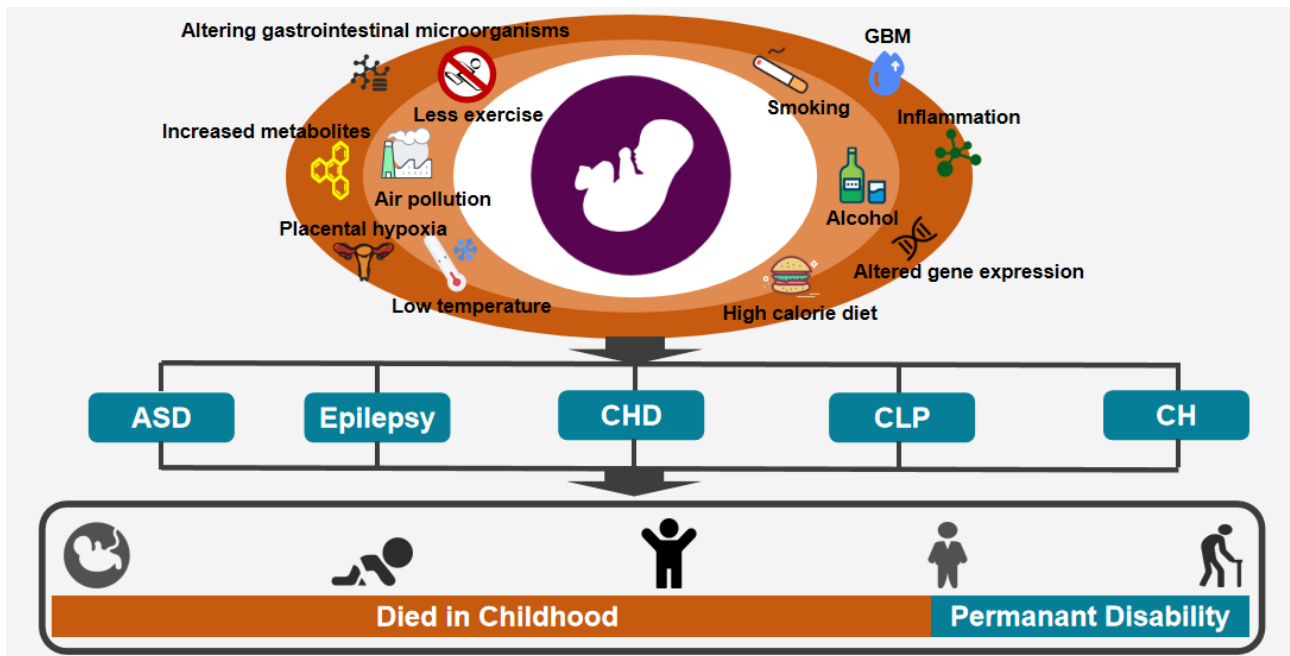 Altering gastrointestinal microorganisms
GBM
Less exercise
Smoking
Increased metabolites
Inflammation
Air pollution
Alcohol
Placental hypoxia
Altered gene expression
Low temperature
High calorie diet
ASD
Epilepsy
CHD
CLP
CH
Died in Childhood
Permanant Disability